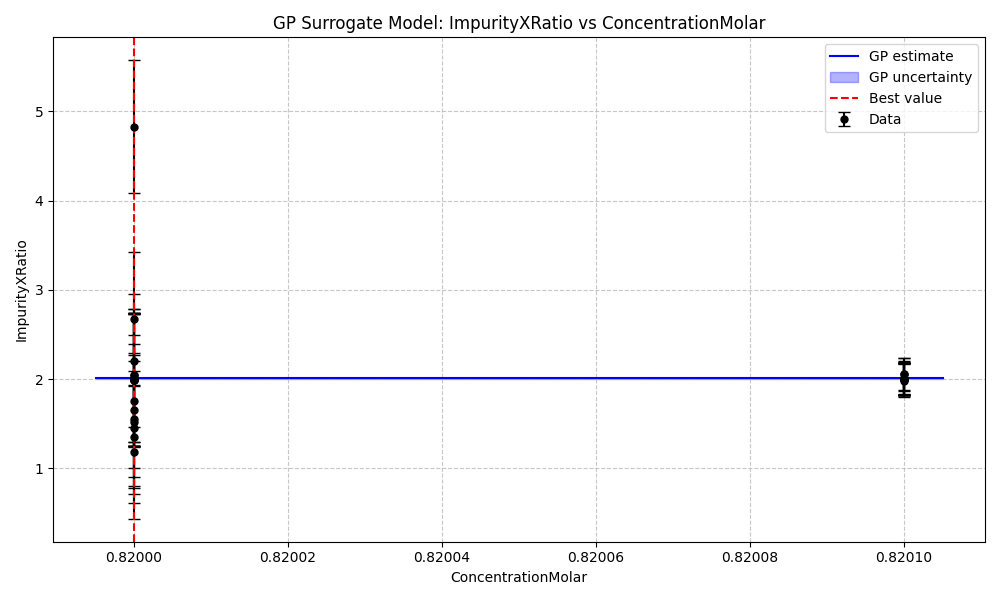 GP Surrogate Model: ImpurityXRatio vs ConcentrationMolar
GP estimate
GP uncertainty
Best value
Data
ImpurityXRatio
5
4
3
2
1
0.82000
0.82002
0.82004
0.82006
0.82008
0.82010
ConcentrationMolar